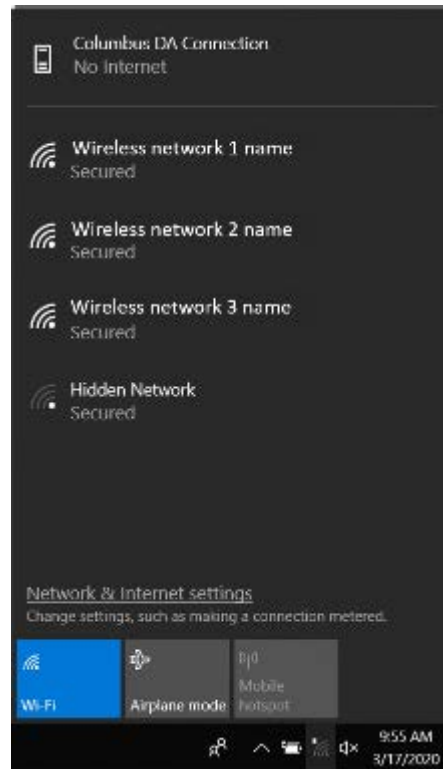 Columbus DA Connection
No Internet
Wireless network 1 name
Secured
Wireless network 2 name
Secured
Wireless network 3 name
Secured
Hidden Network
Secured
Network & Internet settings
Change settings, such as making a connection metered.
Wi-Fi
Airplane mode
Mobile
hotspot
9:55 AM
3/17/2020